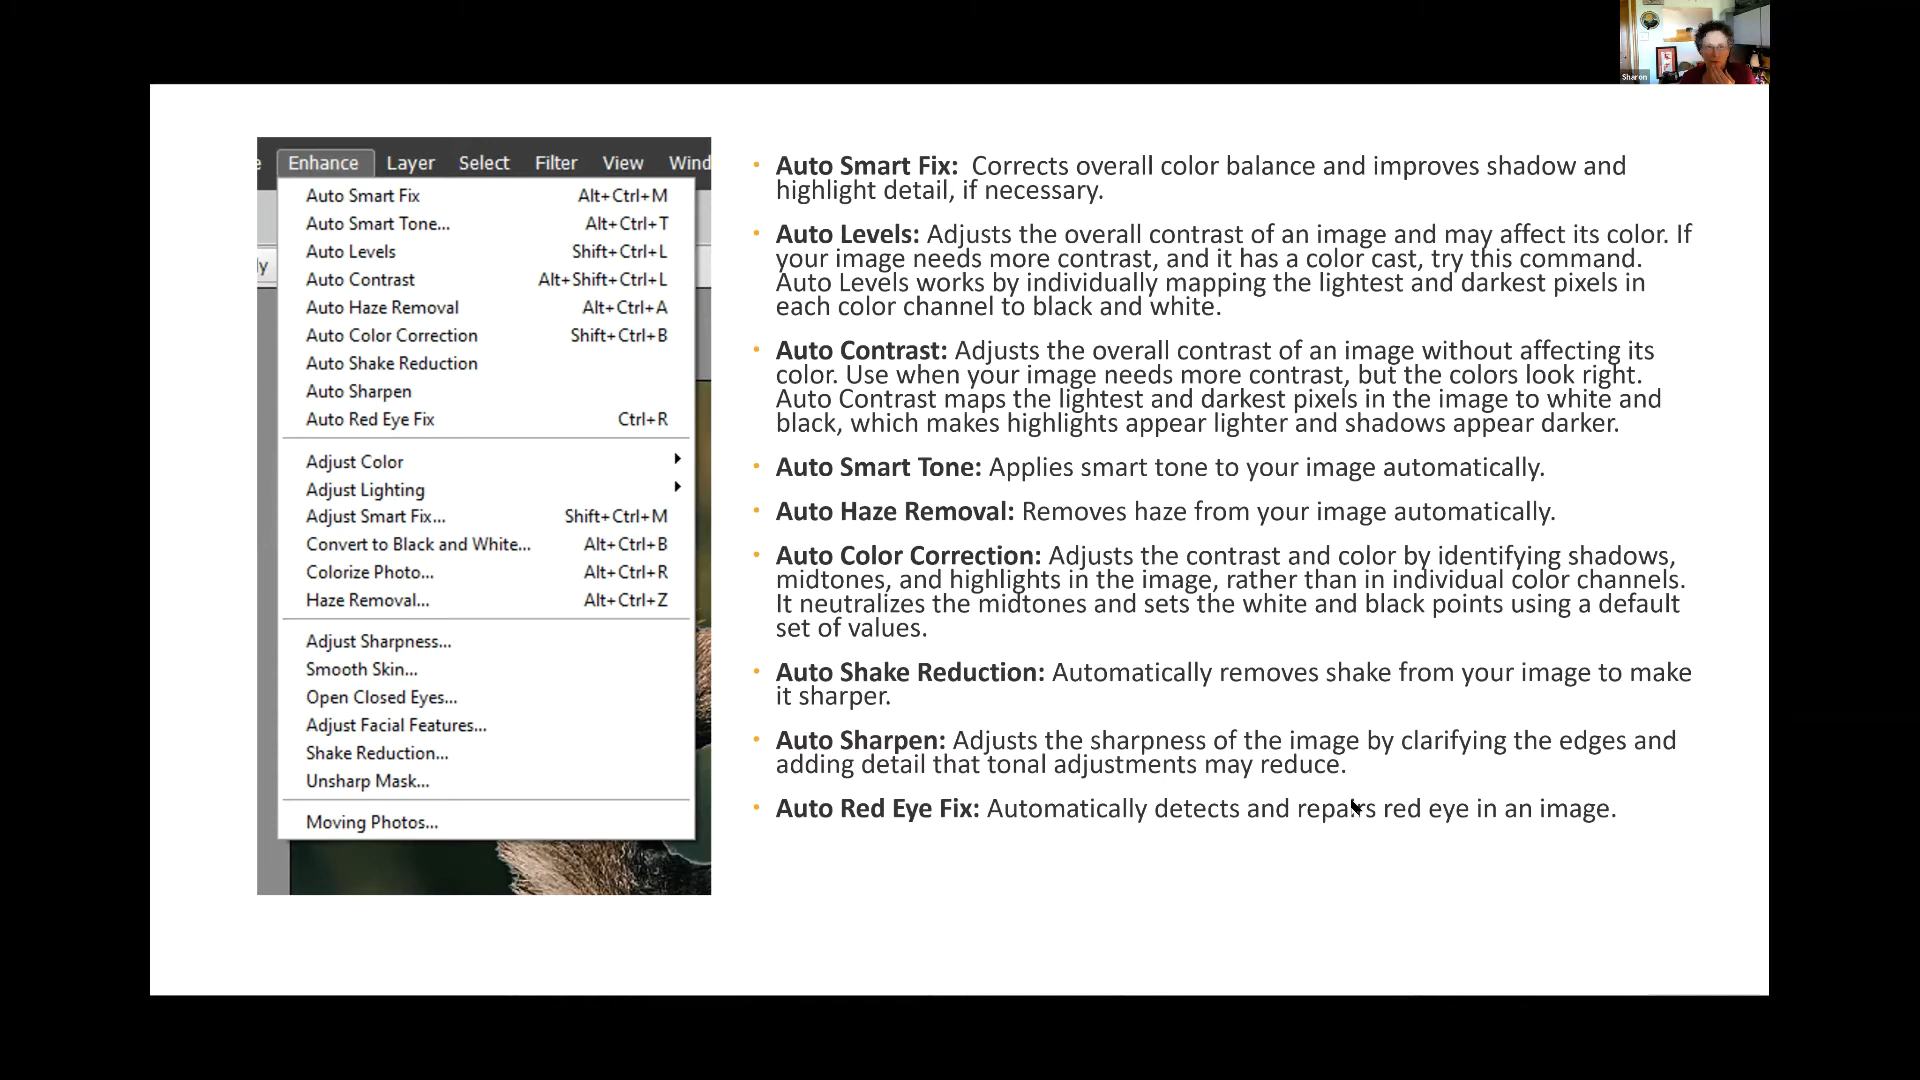 Sharon
Enhance Layer Select Filter View Wind
Auto Smart Fix Alt+Ctrl+M
Auto Smart Tone... Alt+Ctrl+T
Auto Levels Shift+Ctrl+L
Auto Contrast Alt+Shift+Ctrl+L
Auto Haze Removal Alt+Ctrl+A
Auto Color Correction Shift+Ctrl+B
Auto Shake Reduction
Auto Sharpen
Auto Red Eye Fix Ctrl+R
Adjust Color
Adjust Lighting
Adjust Smart Fix... Shift+Ctrl+M
Convert to Black and White... Alt+Ctrl+B
Colorize Photo... Alt+Ctrl+R
Haze Removal... Alt+Ctrl+Z
Adjust Sharpness...
Smooth Skin...
Open Closed Eyes...
Adjust Facial Features...
Shake Reduction...
Unsharp Mask...
Moving Photos...
• Auto Smart Fix: Corrects overall color balance and improves shadow and
highlight detail, if necessary.
• Auto Levels: Adjusts the overall contrast of an image and may affect its color. If
your image needs more contrast, and it has a color cast, try this command.
Auto Levels works by individually mapping the lightest and darkest pixels in
each color channel to black and white.
• Auto Contrast: Adjusts the overall contrast of an image without affecting its
color. Use when your image needs more contrast, but the colors look right.
Auto Contrast maps the lightest and darkest pixels in the image to white and
black, which makes highlights appear lighter and shadows appear darker.
• Auto Smart Tone: Applies smart tone to your image automatically.
• Auto Haze Removal: Removes haze from your image automatically.
• Auto Color Correction: Adjusts the contrast and color by identifying shadows,
midtones, and highlights in the image, rather than in individual color channels.
It neutralizes the midtones and sets the white and black points using a default
set of values.
• Auto Shake Reduction: Automatically removes shake from your image to make
it sharper.
• Auto Sharpen: Adjusts the sharpness of the image by clarifying the edges and
adding detail that tonal adjustments may reduce.
• Auto Red Eye Fix: Automatically detects and repairs red eye in an image.